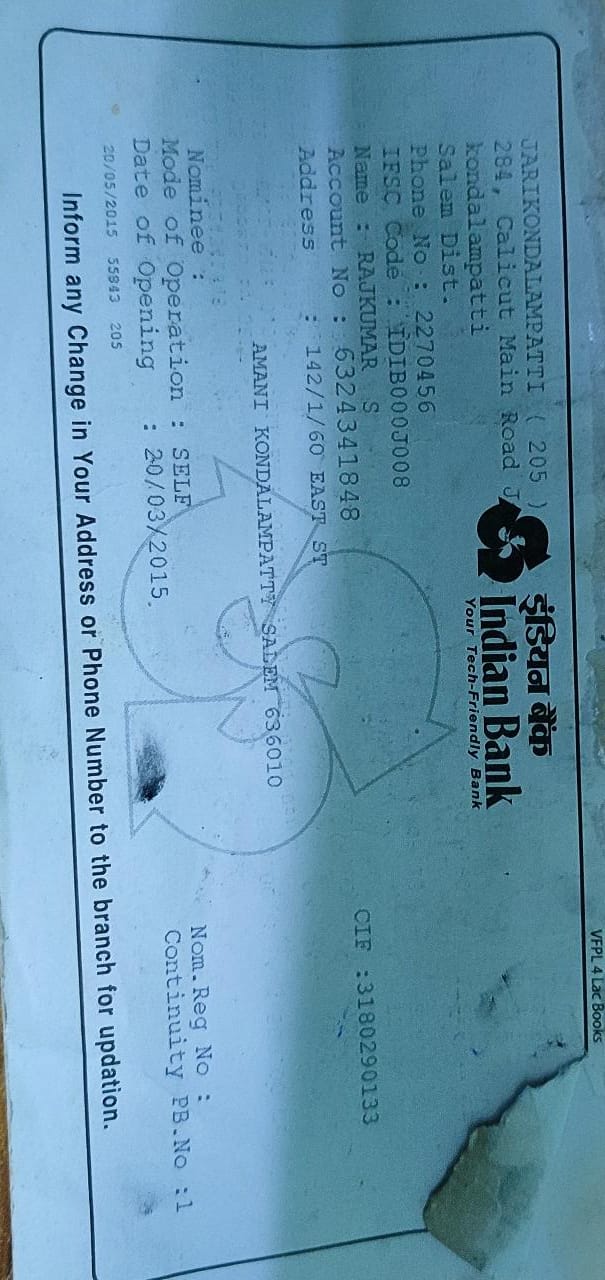 VFPL 4 Lac Books
JARIKONDALAMPATTI ( 205 )
284, Calicut Main Road J
kondalampatti
Salem Dist.
Phone No : 2270456
IFSC Code : IDIB000J008
Name : RAJKUMAR S
Account No : 6324341848
Address : 142/1/60 EAST ST
AMANI KONDALAMPATTY SALEM 636010
इंडियन बैंक
Indian Bank
Your Tech-Friendly Bank
CIF :3180290133
Nominee :
Mode of Operation : SELF
Date of Opening : 20/03/2015.
Nom.Reg No :
Continuity PB.No :1
20/05/2015 55843 205
Inform any Change in Your Address or Phone Number to the branch for updation.